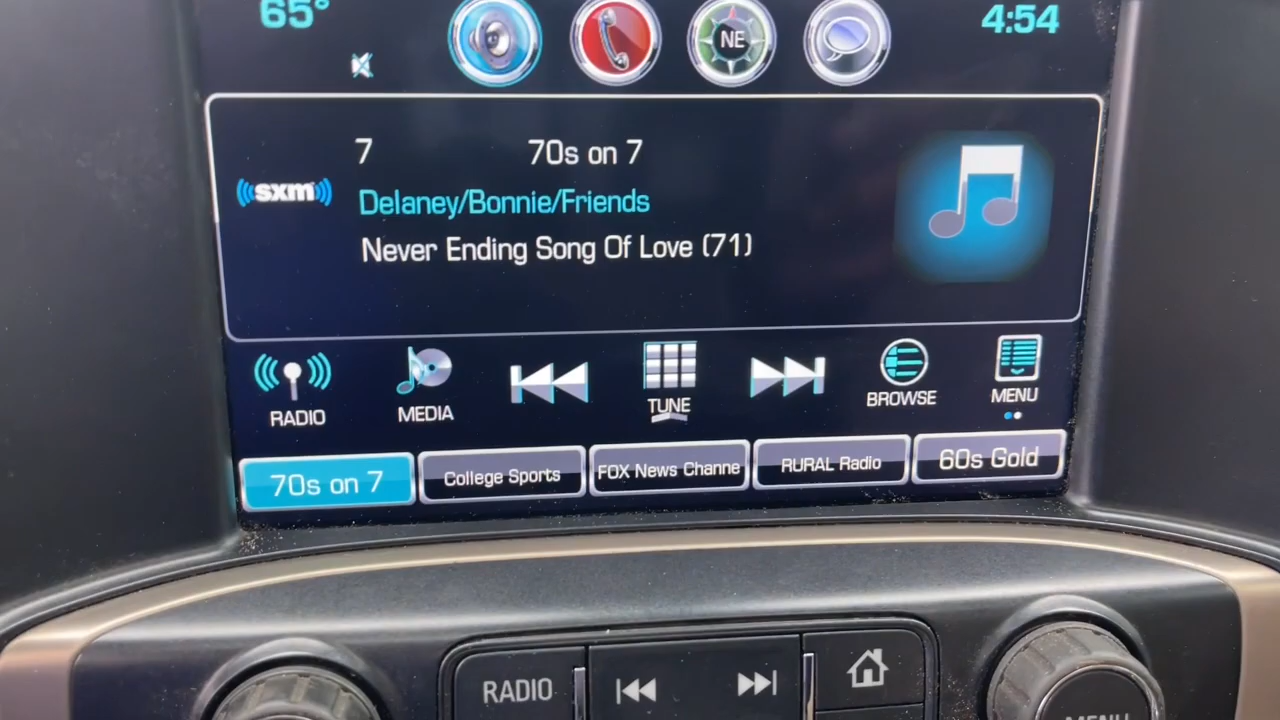 65°
4:54
NE
7 70s on 7
sxm
Delaney/Bonnie/Friends
Never Ending Song Of Love (71)
RADIO
MEDIA
TUNE
BROWSE
MENU
70s on 7
College Sports
FOX News Channe
RURAL Radio
60s Gold
RADIO
MENU